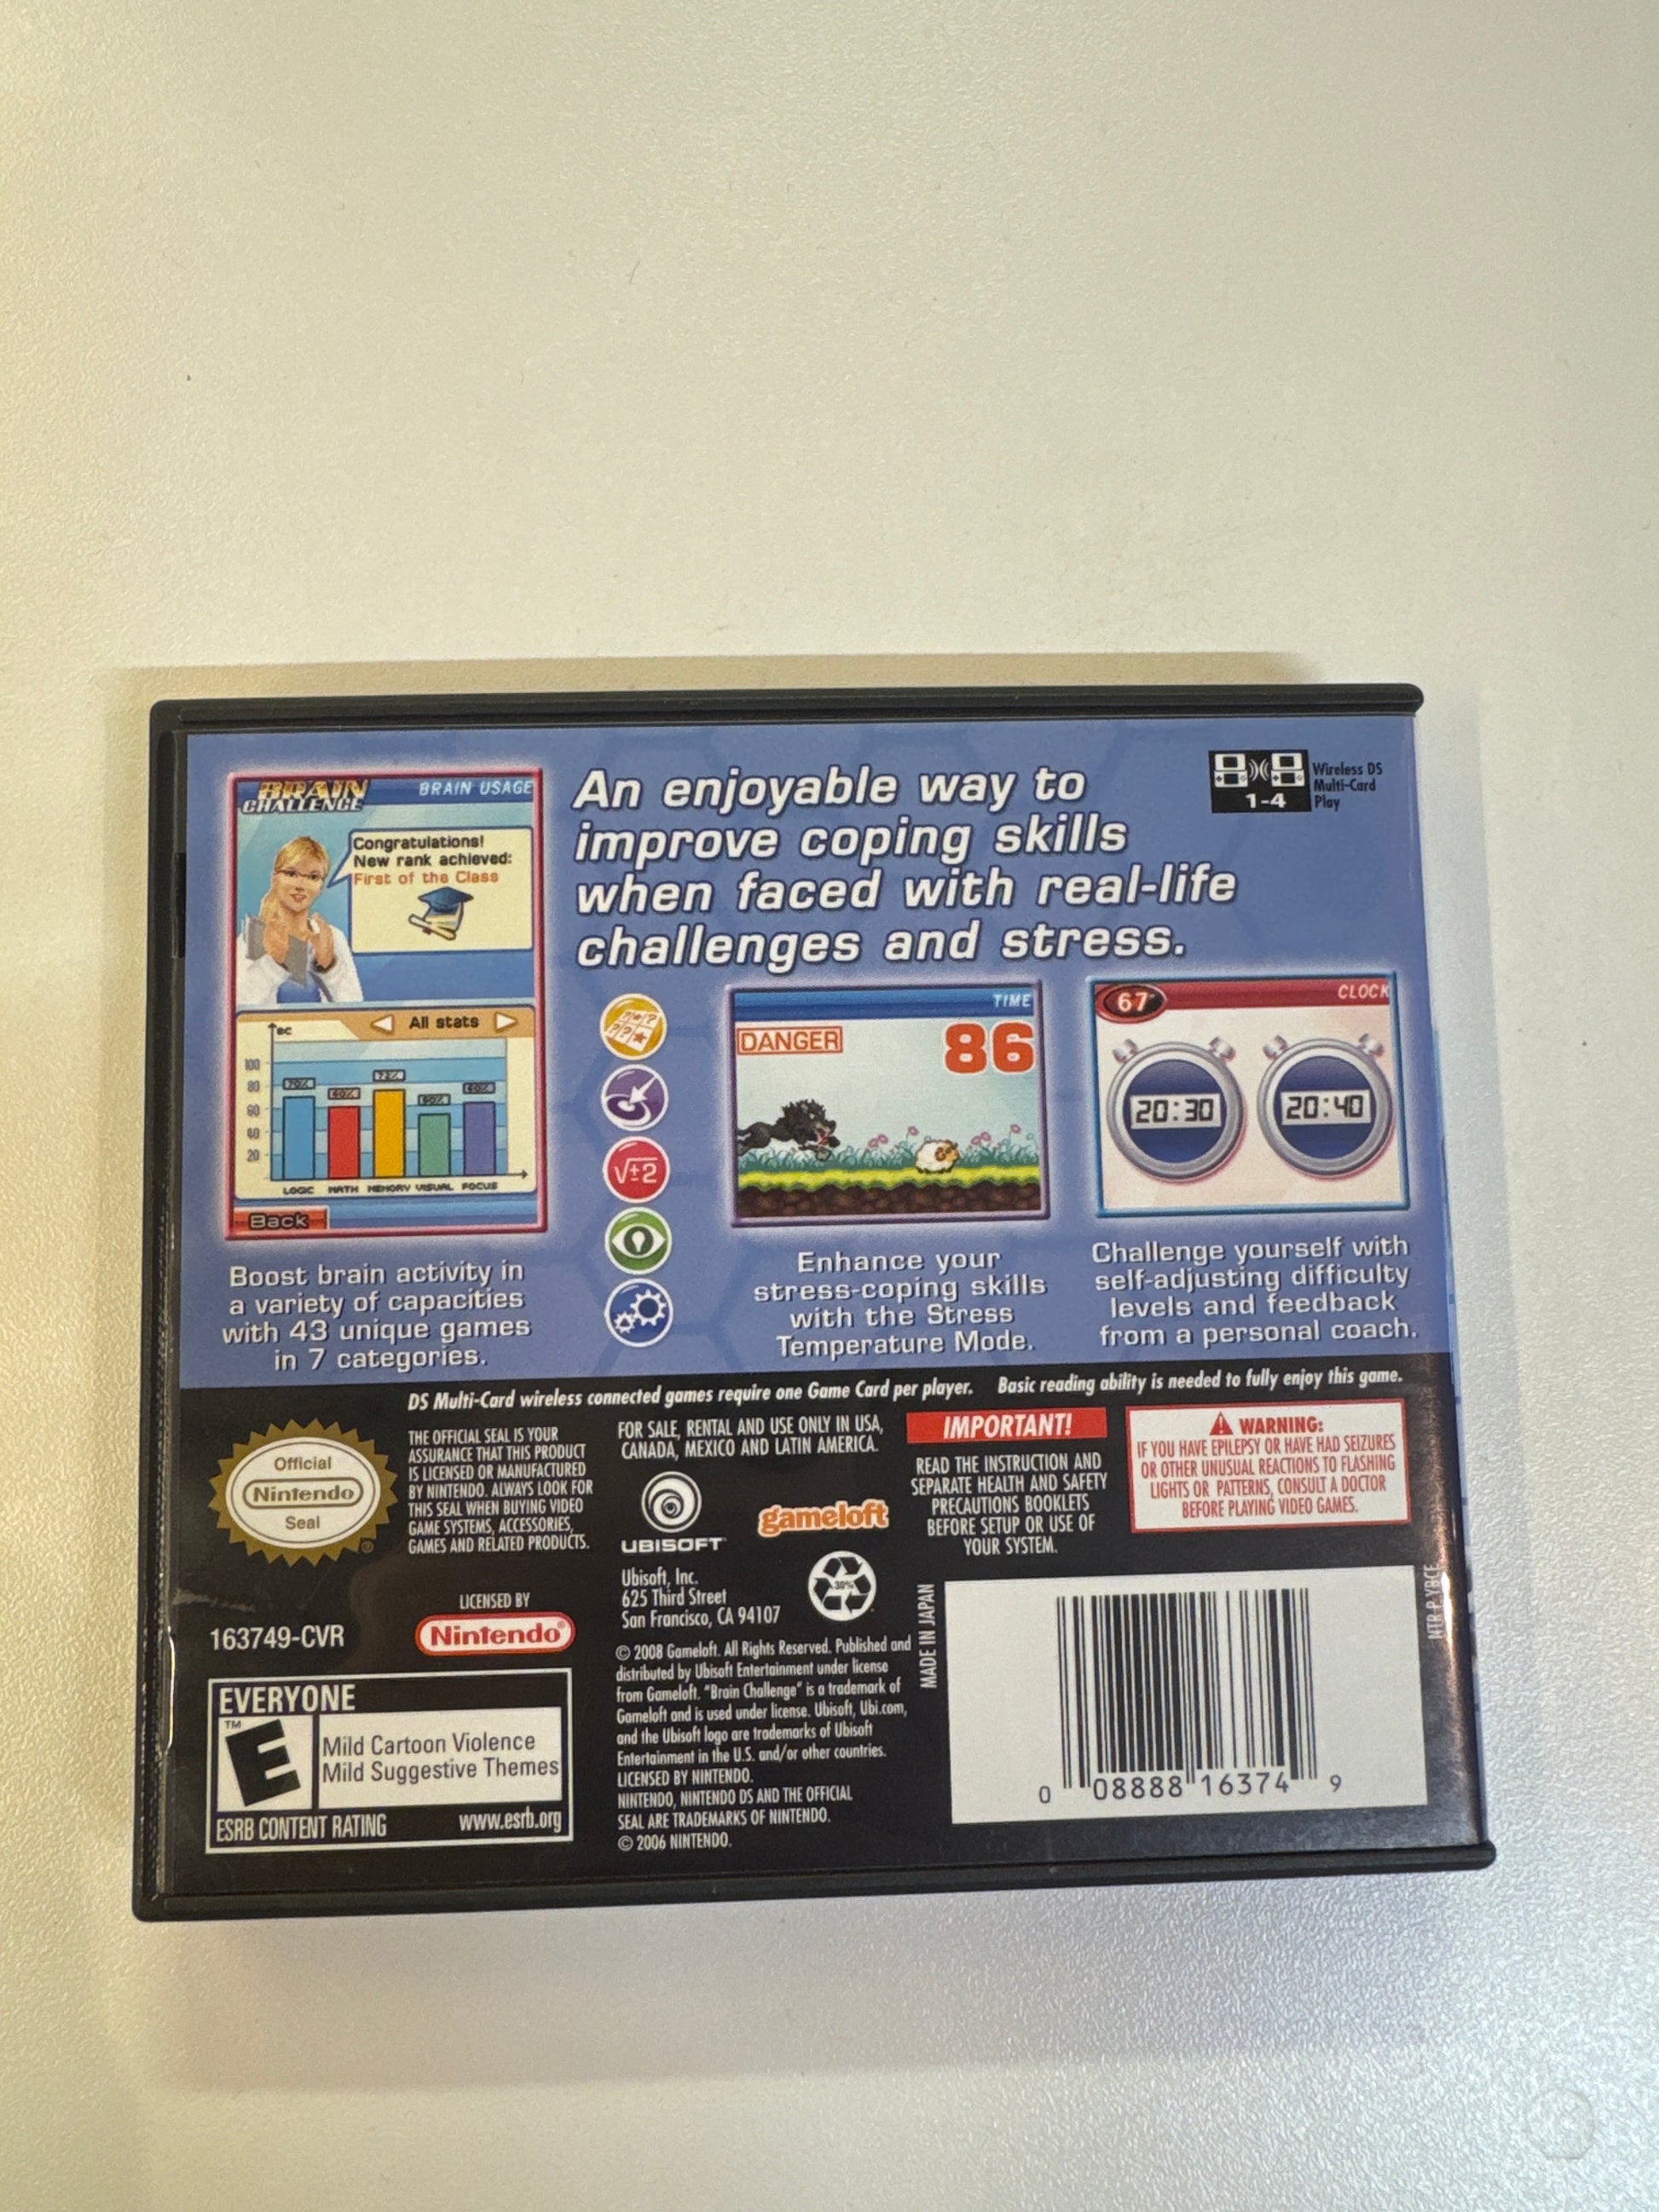 BRAIN
CHALLENGE
BRAIN USAGE
Congratulations!
New rank achieved:
First of the Class
All stats
100
80
60
40
20
70%
60%
LOGIC MATH MEMORY VISUAL FOCUS
Back
Boost brain activity in
a variety of capacities
with 43 unique games
in 7 categories.
An enjoyable way to
improve coping skills
when faced with real-life
challenges and stress.
1-4
Wireless DS
Multi-Card
Play
√±2
TIME
DANGER
86
Enhance your
stress-coping skills
with the Stress
Temperature Mode.
67
CLOCK
20:30
20:40
Challenge yourself with
self-adjusting difficulty
levels and feedback
from a personal coach.
DS Multi-Card wireless connected games require one Game Card per player. Basic reading ability is needed to fully enjoy this game.
Official
Nintendo
Seal
®
THE OFFICIAL SEAL IS YOUR
ASSURANCE THAT THIS PRODUCT
IS LICENSED OR MANUFACTURED
BY NINTENDO. ALWAYS LOOK FOR
THIS SEAL WHEN BUYING VIDEO
GAME SYSTEMS, ACCESSORIES,
GAMES AND RELATED PRODUCTS.
163749-CVR
LICENSED BY
Nintendo®
EVERYONE
TM
E
Mild Cartoon Violence
Mild Suggestive Themes
ESRB CONTENT RATING www.esrb.org
FOR SALE, RENTAL AND USE ONLY IN USA,
CANADA, MEXICO AND LATIN AMERICA.
UBISOFT
gameloft
Ubisoft, Inc.
625 Third Street
San Francisco, CA 94107
30%
© 2008 Gameloft. All Rights Reserved. Published and
distributed by Ubisoft Entertainment under license
from Gameloft. "Brain Challenge" is a trademark of
Gameloft and is used under license. Ubisoft, Ubi.com,
and the Ubisoft logo are trademarks of Ubisoft
Entertainment in the U.S. and/or other countries.
LICENSED BY NINTENDO.
NINTENDO, NINTENDO DS AND THE OFFICIAL
SEAL ARE TRADEMARKS OF NINTENDO.
© 2006 NINTENDO.
IMPORTANT!
READ THE INSTRUCTION AND
SEPARATE HEALTH AND SAFETY
PRECAUTIONS BOOKLETS
BEFORE SETUP OR USE OF
YOUR SYSTEM.
WARNING:
IF YOU HAVE EPILEPSY OR HAVE HAD SEIZURES
OR OTHER UNUSUAL REACTIONS TO FLASHING
LIGHTS OR PATTERNS, CONSULT A DOCTOR
BEFORE PLAYING VIDEO GAMES.
MADE IN JAPAN
0 08888 16374 9